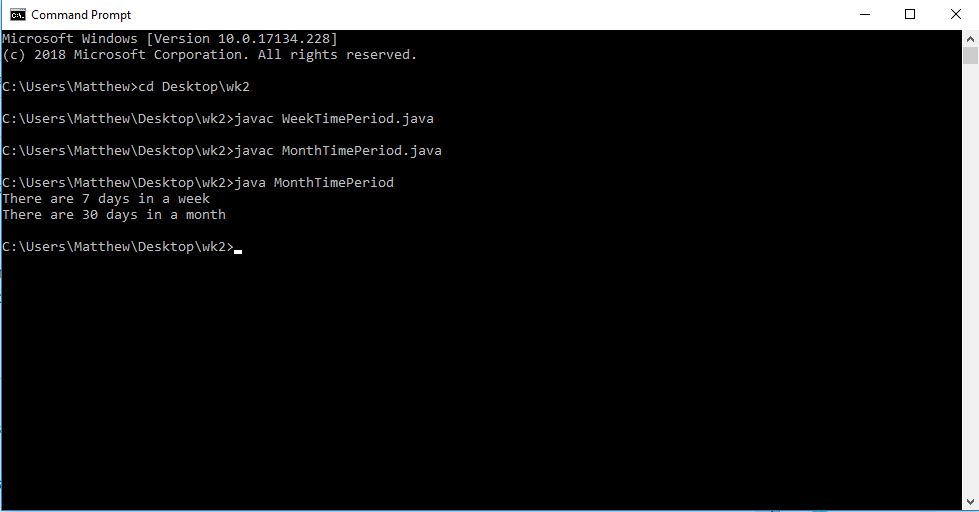 Command Prompt
Microsoft Windows [Version 10.0.17134.228]
(c) 2018 Microsoft Corporation. All rights reserved.
C:\Users\Matthew>cd Desktop\wk2
C:\Users\Matthew\Desktop\wk2>javac WeekTimePeriod.java
C:\Users\Matthew\Desktop\wk2>javac MonthTimePeriod.java
C:\Users\Matthew\Desktop\wk2>java MonthTimePeriod
There are 7 days in a week
There are 30 days in a month
C:\Users\Matthew\Desktop\wk2>